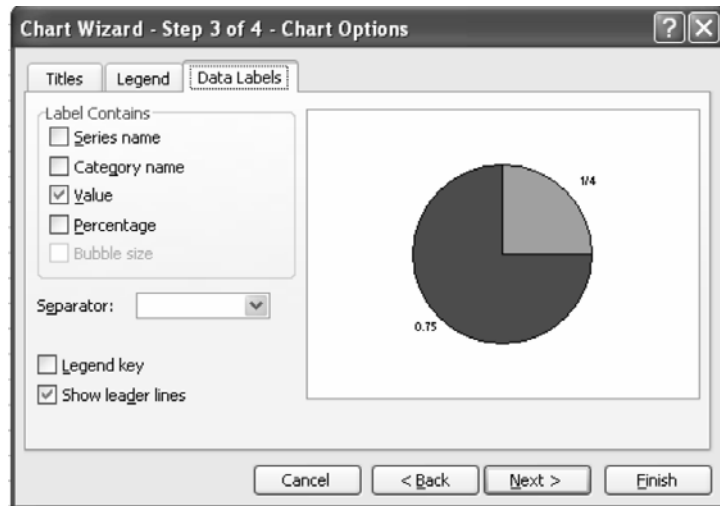 Chart Wizard - Step 3 of 4 - Chart Options
Titles
Legend
Data Labels
Label Contains
Series name
Category name
Value
Percentage
Bubble size
Separator:
Legend key
Show leader lines
1/4
0.75
Cancel
< Back
Next >
Finish